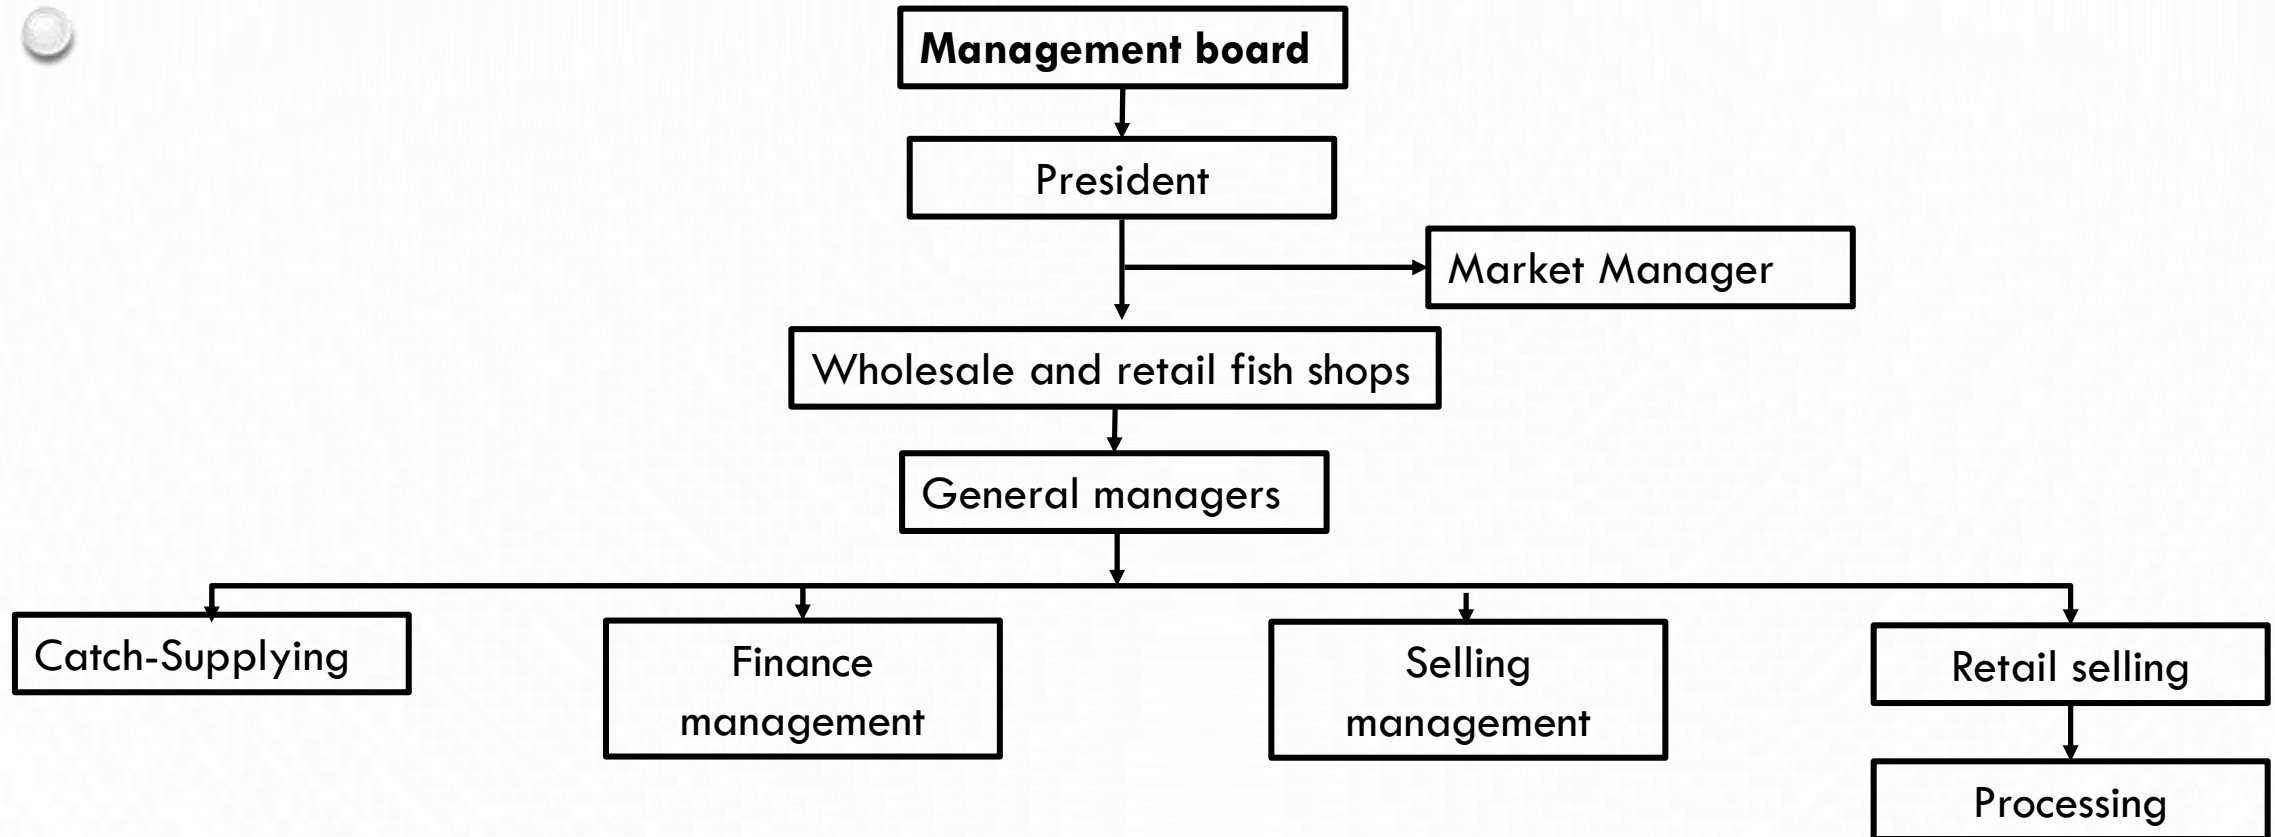 Management board
President
Market Manager
Wholesale and retail fish shops
General managers
Catch-Supplying
Finance
management
Selling
management
Retail selling
Processing